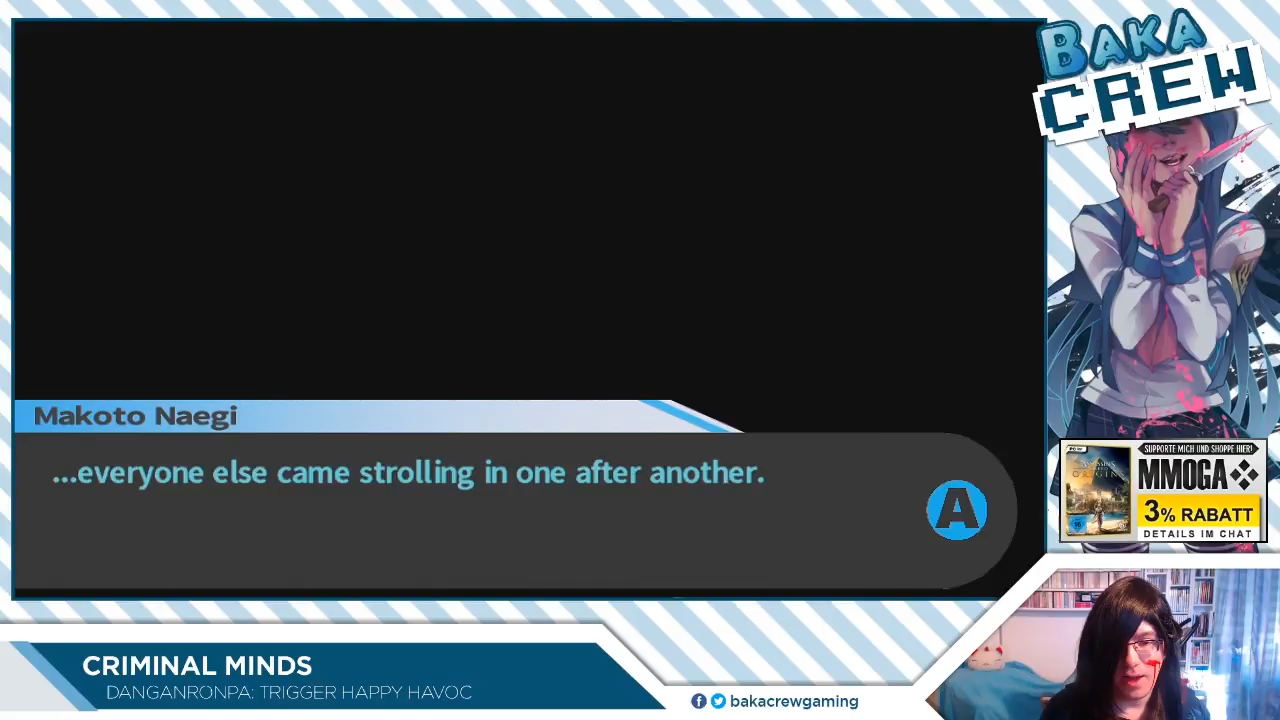 BAKA
CREW
Makoto Naegi
...everyone else came strolling in one after another.
A
SUPPORTE MICH UND SHOPPE HIER!
MMOGA
3% RABATT
DETAILS IM CHAT
CRIMINAL MINDS
DANGANRONPA: TRIGGER HAPPY HAVOC
bakacrewgaming